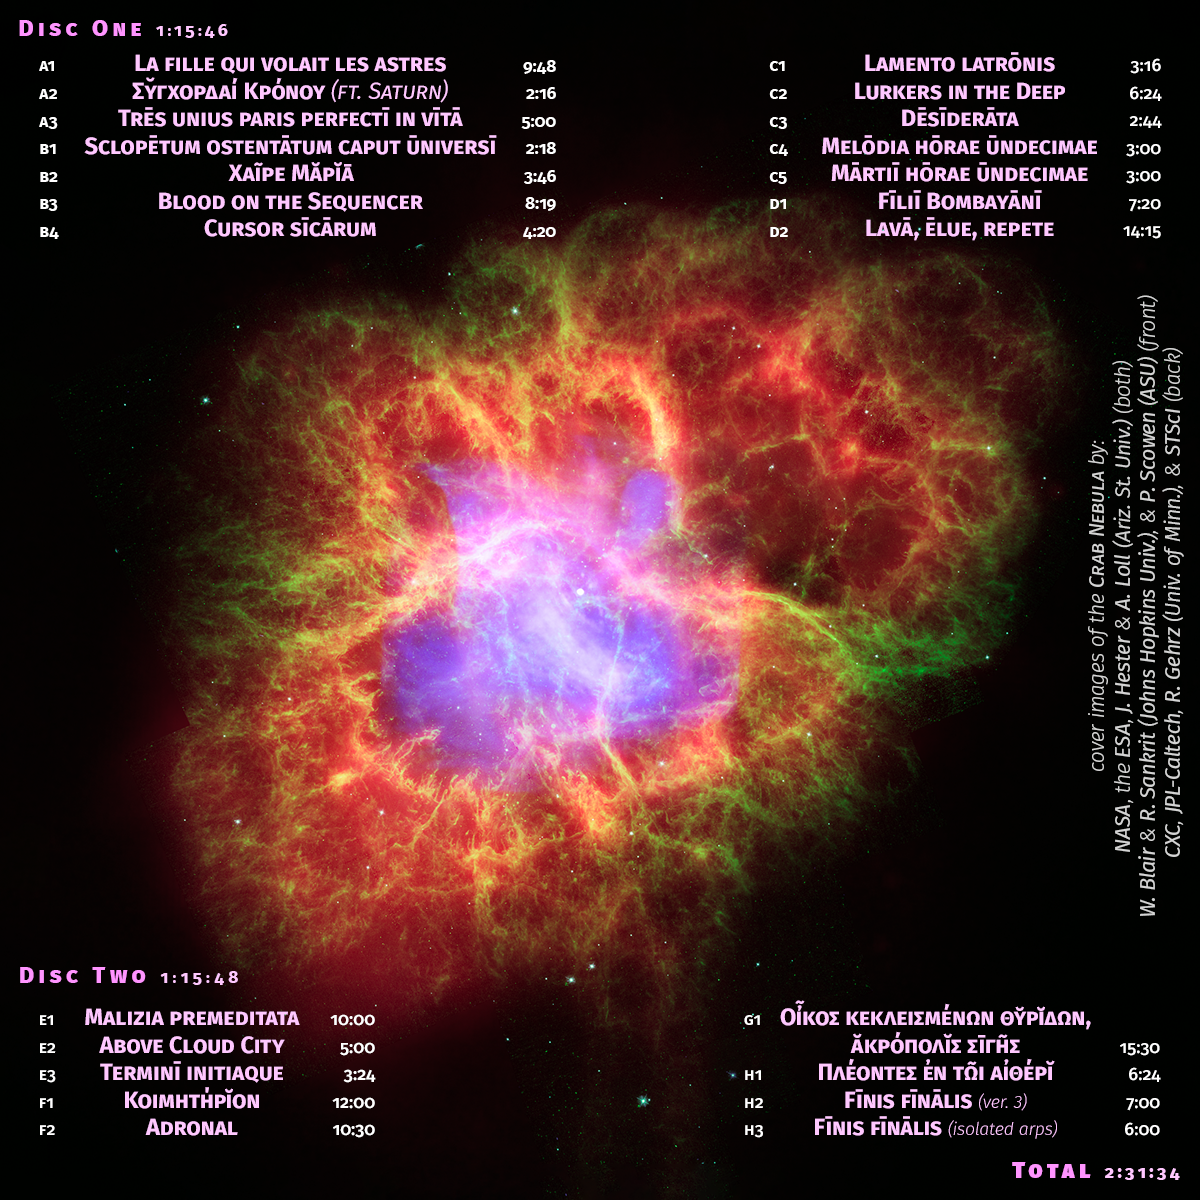 Disc One 1:15:46
A1 La fille qui volait les astres 9:48
A2 Σῠγχορδαί Κρόνου (ft. Saturn) 2:16
A3 Trēs unius paris perfectī in vītā 5:00
B1 Sclopētum ostentātum caput ūniversī 2:18
B2 Χαῖρε Μᾰρῐᾱ 3:46
B3 Blood on the Sequencer 8:19
B4 Cursor sīcārum 4:20
C1 Lamento latrōnis 3:16
C2 Lurkers in the Deep 6:24
C3 Dēsīderāta 2:44
C4 Melōdia hōrae ūndecimae 3:00
C5 Mārtiī hōrae ūndecimae 3:00
D1 Fīliī Bombayānī 7:20
D2 Lavā, ēlue, repete 14:15
cover images of the Crab Nebula by:
NASA, the ESA, J. Hester & A. Loll (Ariz. St. Univ.) (both)
W. Blair & R. Sankrit (Johns Hopkins Univ.), & P. Scowen (ASU) (front)
CXC, JPL-Caltech, R. Gehrz (Univ. of Minn.), & STScI (back)
Disc Two 1:15:48
E1 Malizia premeditata 10:00
E2 Above Cloud City 5:00
E3 Terminī initiaque 3:24
F1 Κοιμητήρῐον 12:00
F2 Adronal 10:30
G1 Οἶκος κεκλεισμένων θῠρῐ́δων,
ᾰ̓κρόπολῐς σῑγῆς 15:30
H1 Πλέοντες ἐν τῶι αἰθέρῐ 6:24
H2 Fīnis fīnālis (ver. 3) 7:00
H3 Fīnis fīnālis (isolated arps) 6:00
Total 2:31:34